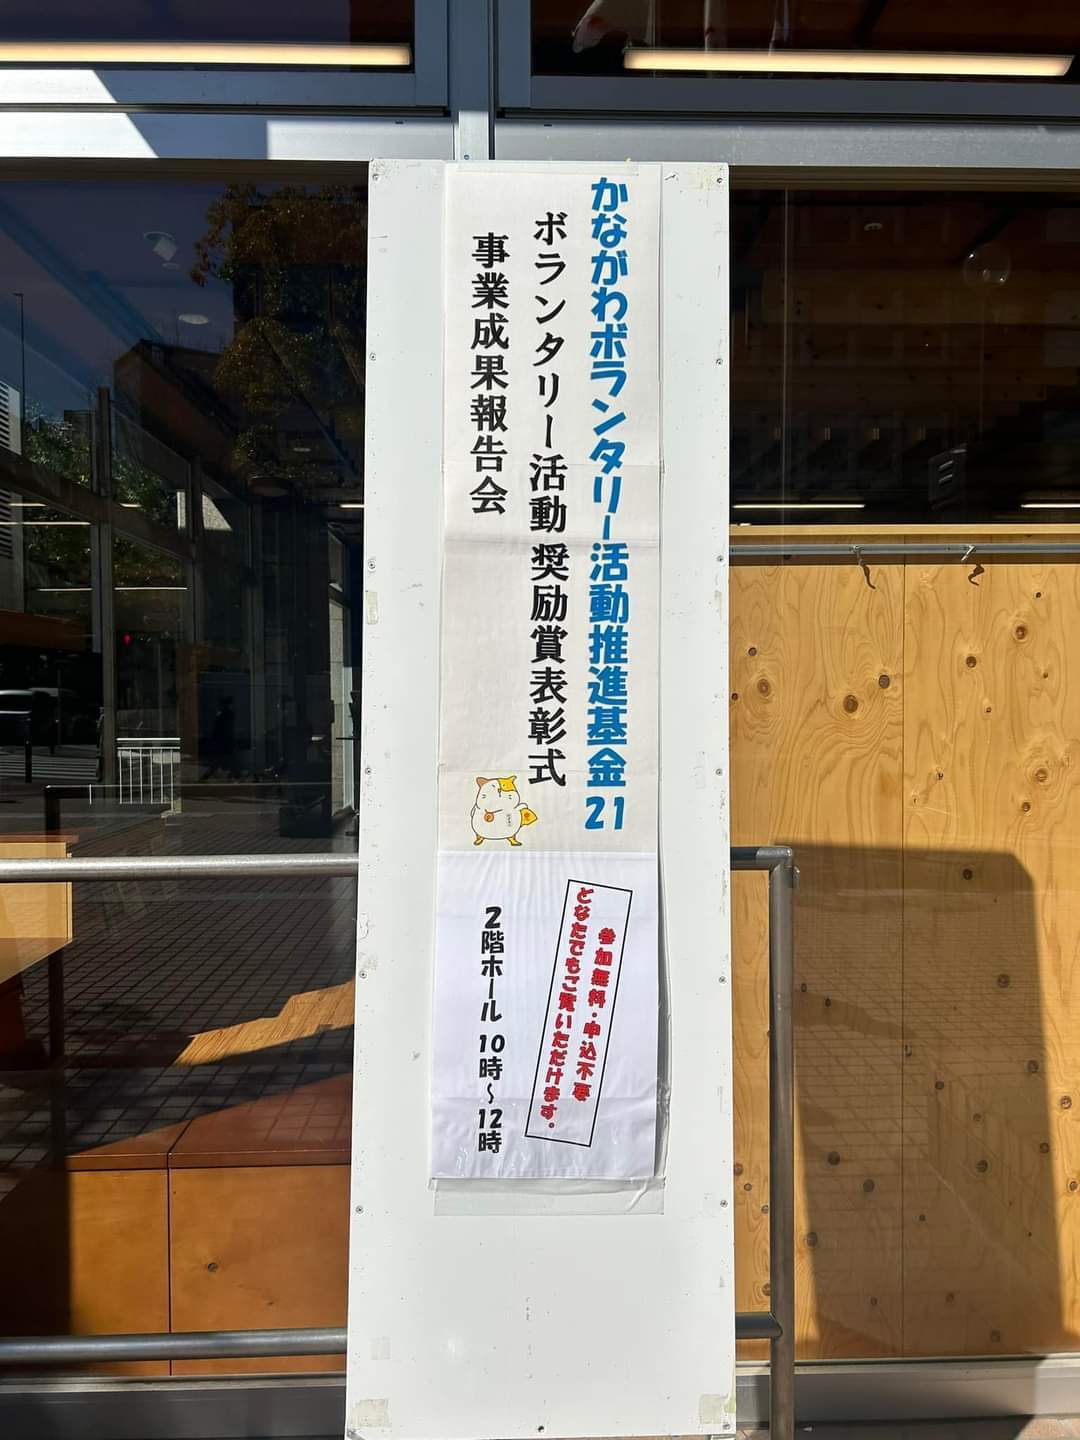 かながわボランタリー活動推進基金21
ボランタリー活動奨励賞表彰式
事業成果報告会
参加無料・申込不要
どなたでもご覧いただけます。
2階ホール 10時～12時